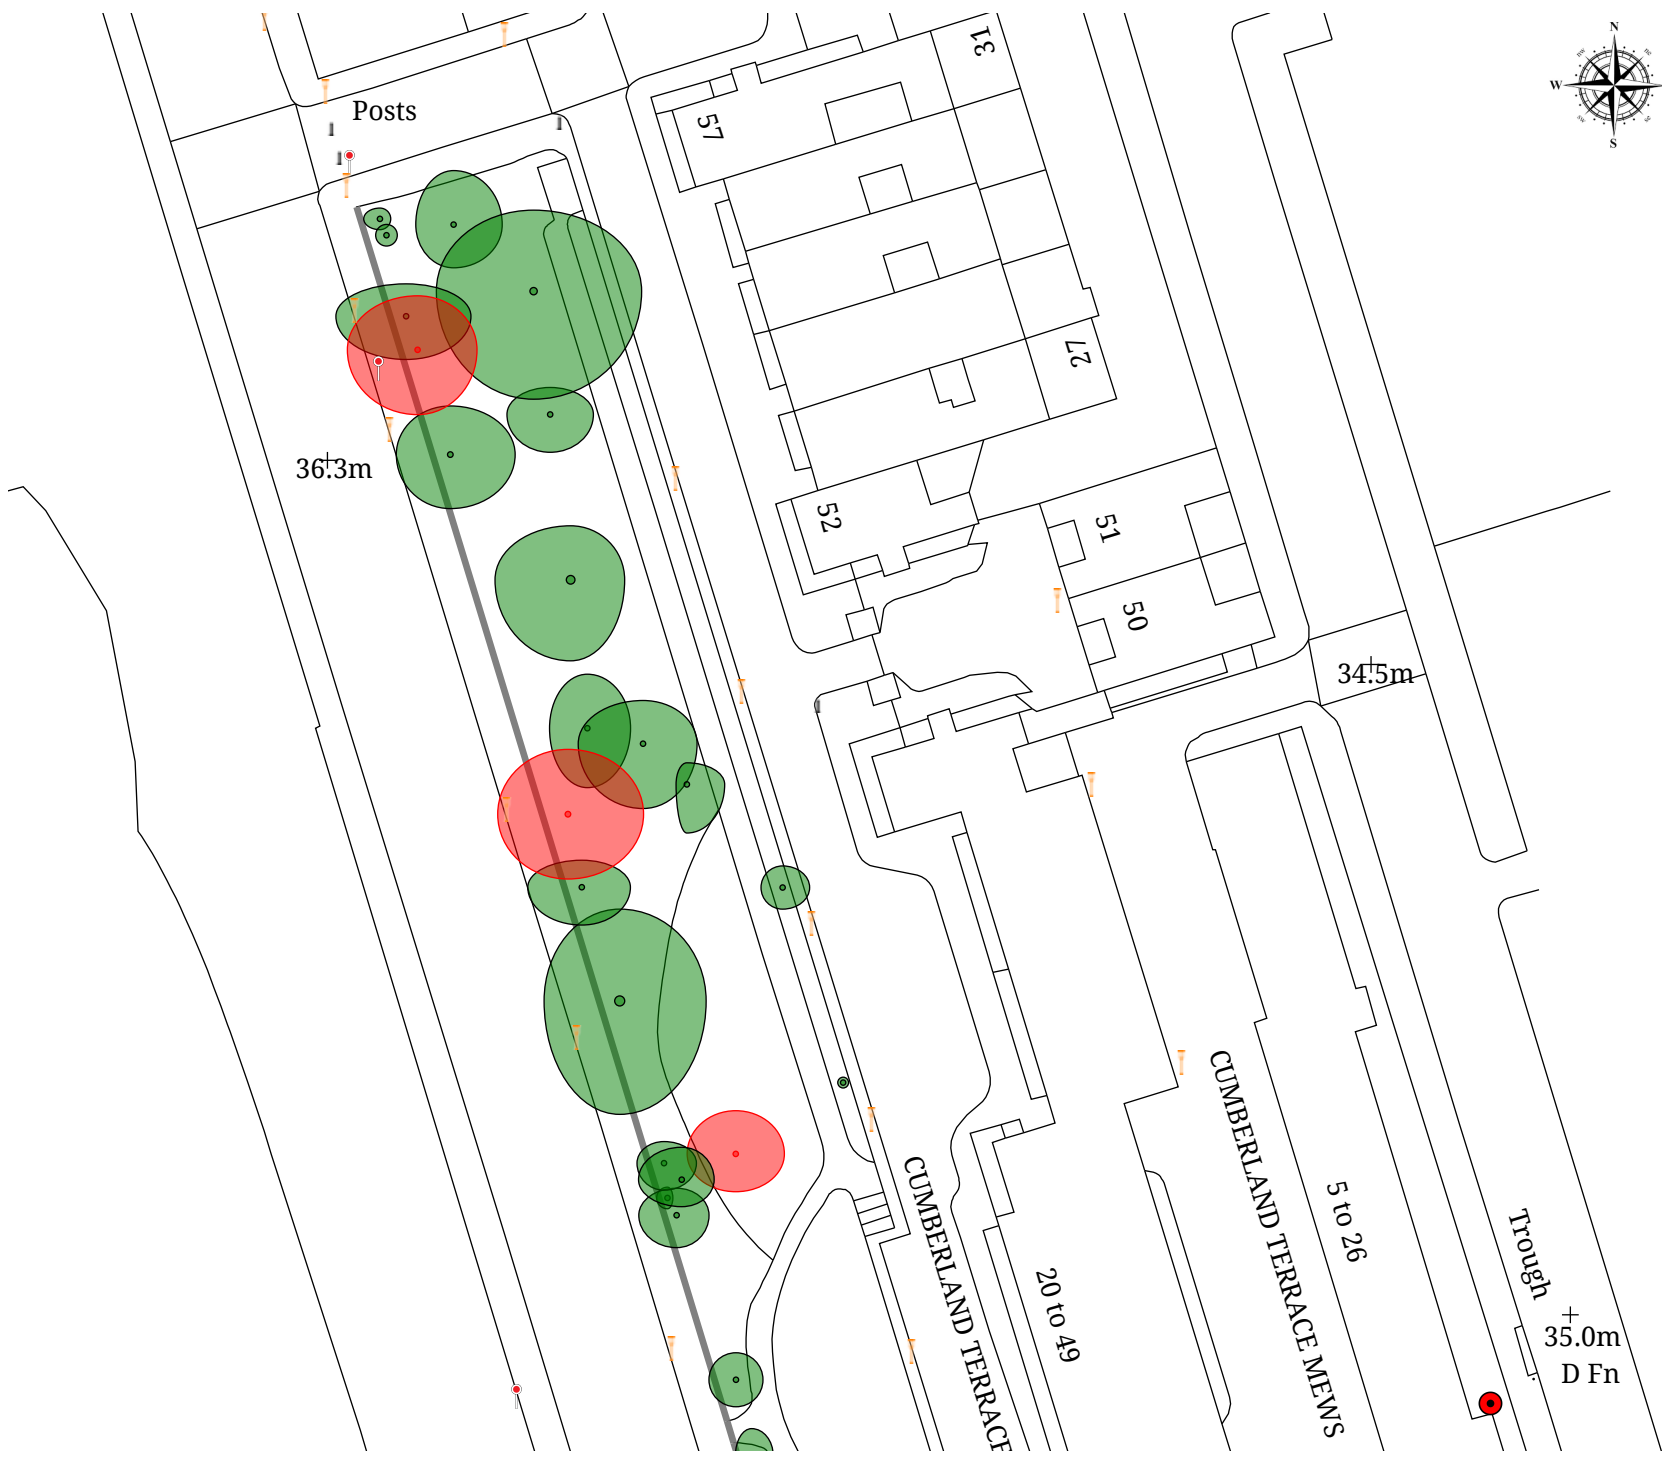 31
N
W
S
Posts
57
27
36.3m
52
51
50
34.5m
CUMBERLAND TERRACE
CUMBERLAND TERRACE MEWS
5 to 26
20 to 49
Trough
35.0m
D Fn